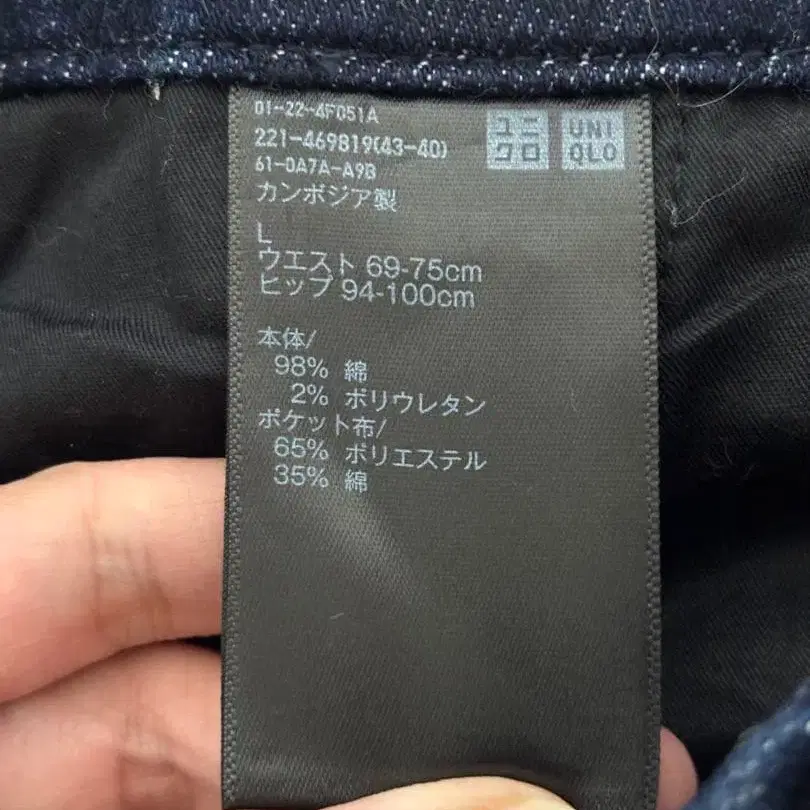 01-22-4F051A
221-469819(43-40)
61-0A7A-A9B
ユニクロ
UNIQLO
カンボジア製
L
ウエスト 69-75cm
ヒップ 94-100cm
本体/
98% 綿
2% ポリウレタン
ポケット布/
65% ポリエステル
35% 綿